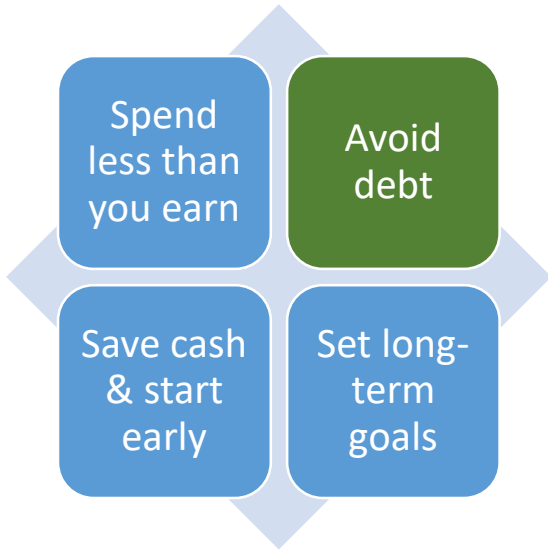 Spend
less than
you earn
Avoid
debt
Save cash
& start
early
Set long-
term
goals